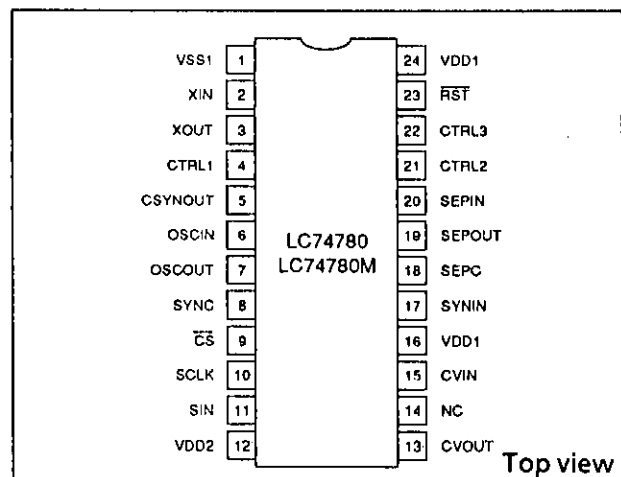 VSS1 1 24 VDD1
XIN 2 23 RST
XOUT 3 22 CTRL3
CTRL1 4 21 CTRL2
CSYNOUT 5 20 SEPIN
OSCIN 6 19 SEPOUT
LC74780
LC74780M
OSCOUT 7 18 SEPC
SYNC 8 17 SYNIN
CS 9 16 VDD1
SCLK 10 15 CVIN
SIN 11 14 NC
VDD2 12 13 CVOUT
Top view